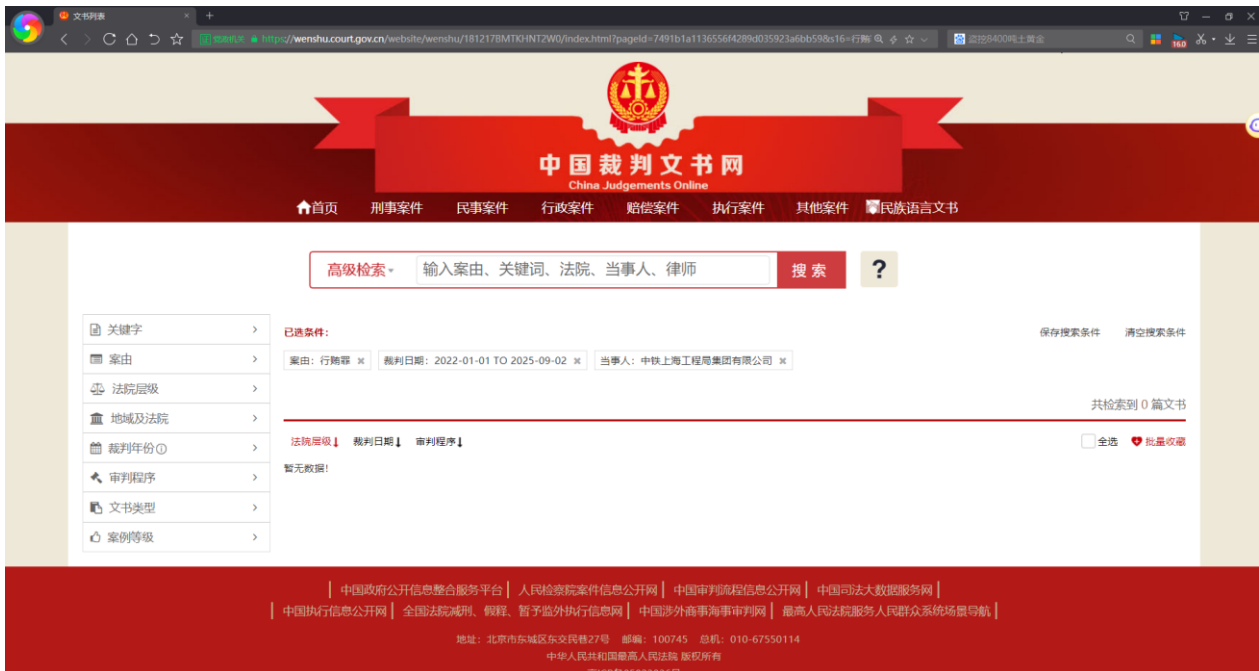 文书列表
https://wenshu.court.gov.cn/website/wenshu/181217BMTKHNT2W0/index.html?pageId=7491b1a1136556f4289d035923a6bb59&s16=行贿
盗挖8400吨土黄金
160
中国裁判文书网
China Judgements Online
首页 刑事案件 民事案件 行政案件 赔偿案件 执行案件 其他案件 民族语言文书
高级检索 输入案由、关键词、法院、当事人、律师 搜索 ?
关键字
案由
法院层级
地域及法院
裁判年份
审判程序
文书类型
案例等级
已选条件: 保存搜索条件 清空搜索条件
案由:行贿罪 × 裁判日期:2022-01-01 TO 2025-09-02 × 当事人:中铁上海工程局集团有限公司 ×
共检索到 0 篇文书
法院层级 裁判日期 审判程序 全选 批量收藏
暂无数据!
中国政府公开信息整合服务平台 人民检察院案件信息公开网 中国审判流程信息公开网 中国司法大数据服务网
中国执行信息公开网 全国法院减刑、假释、暂予监外执行信息网 中国涉外商事海事审判网 最高人民法院服务人民群众系统场景导航
地址:北京市东城区东交民巷27号 邮编:100745 总机:010-67550114
中华人民共和国最高人民法院 版权所有